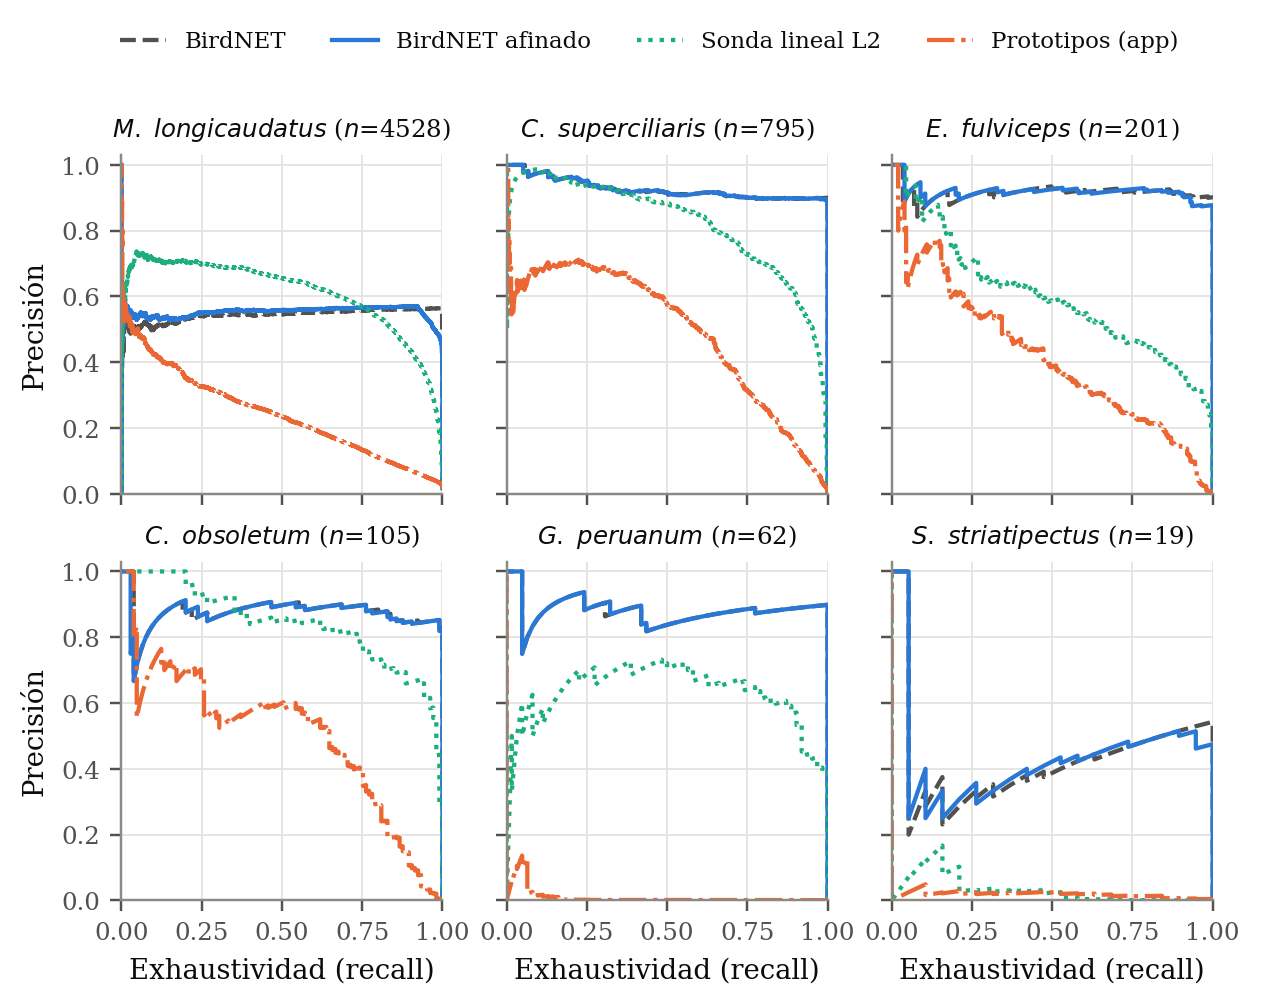 BirdNET BirdNET afinado Sonda lineal L2 Prototipos (app)
M. longicaudatus (n=4528) C. superciliaris (n=795) E. fulviceps (n=201)
1.0
0.8
0.6
0.4
0.2
0.0
Precisión
C. obsoletum (n=105) G. peruanum (n=62) S. striatipectus (n=19)
1.0
0.8
0.6
0.4
0.2
0.0
Precisión
0.00 0.25 0.50 0.75 1.00 0.00 0.25 0.50 0.75 1.00 0.00 0.25 0.50 0.75 1.00
Exhaustividad (recall) Exhaustividad (recall) Exhaustividad (recall)